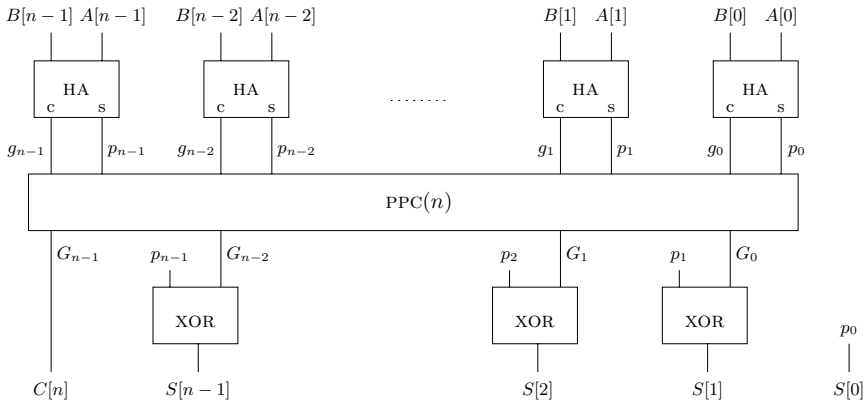 B[n − 1] A[n − 1] B[n − 2] A[n − 2] B[1] A[1] B[0] A[0]
HA HA ........ HA HA
c s c s c s c s
g_{n−1} p_{n−1} g_{n−2} p_{n−2} g_1 p_1 g_0 p_0
PPC(n)
G_{n−1} p_{n−1} G_{n−2} p_2 G_1 p_1 G_0
XOR XOR XOR
p_0
C[n] S[n − 1] S[2] S[1] S[0]